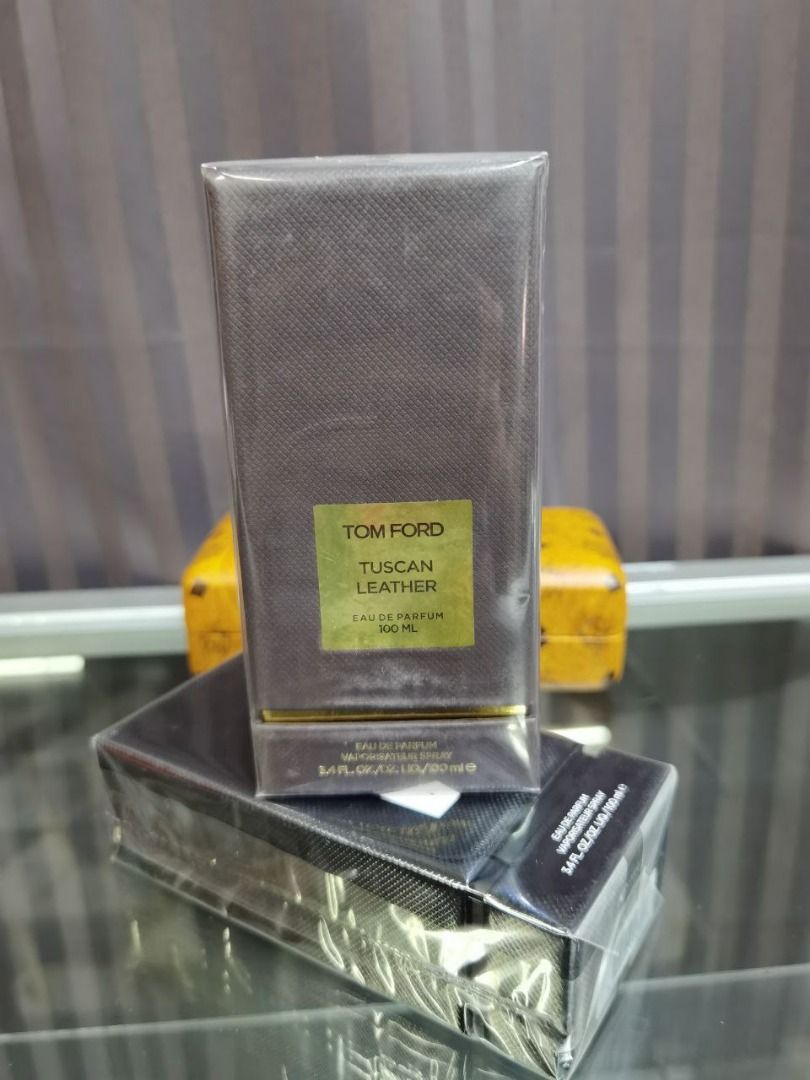 TOM FORD
TUSCAN
LEATHER
EAU DE PARFUM
100 ML
EAU DE PARFUM
VAPORISATEUR SPRAY
3.4 FL. OZ./OZ. LIQ./100 ml e
EAU DE PARFUM
VAPORISATEUR SPRAY
3.4 FL. OZ./OZ. LIQ./100 ml e